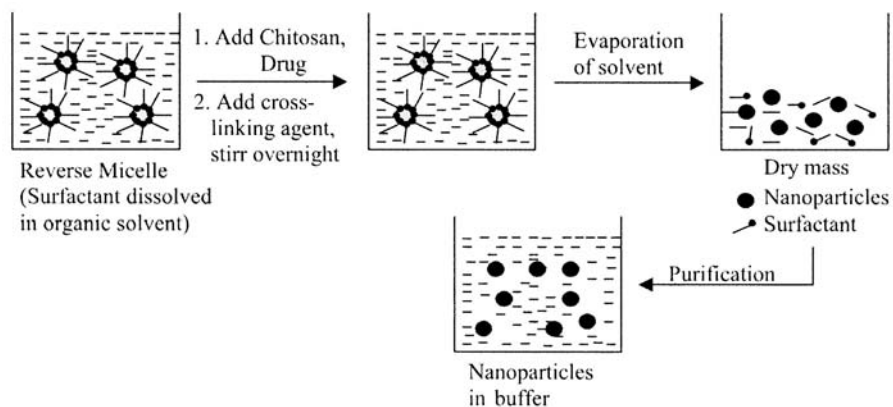 1. Add Chitosan,
Drug
2. Add cross-
linking agent,
stirr overnight
Reverse Micelle
(Surfactant dissolved
in organic solvent)
Evaporation
of solvent
Dry mass
Nanoparticles
Surfactant
Purification
Nanoparticles
in buffer